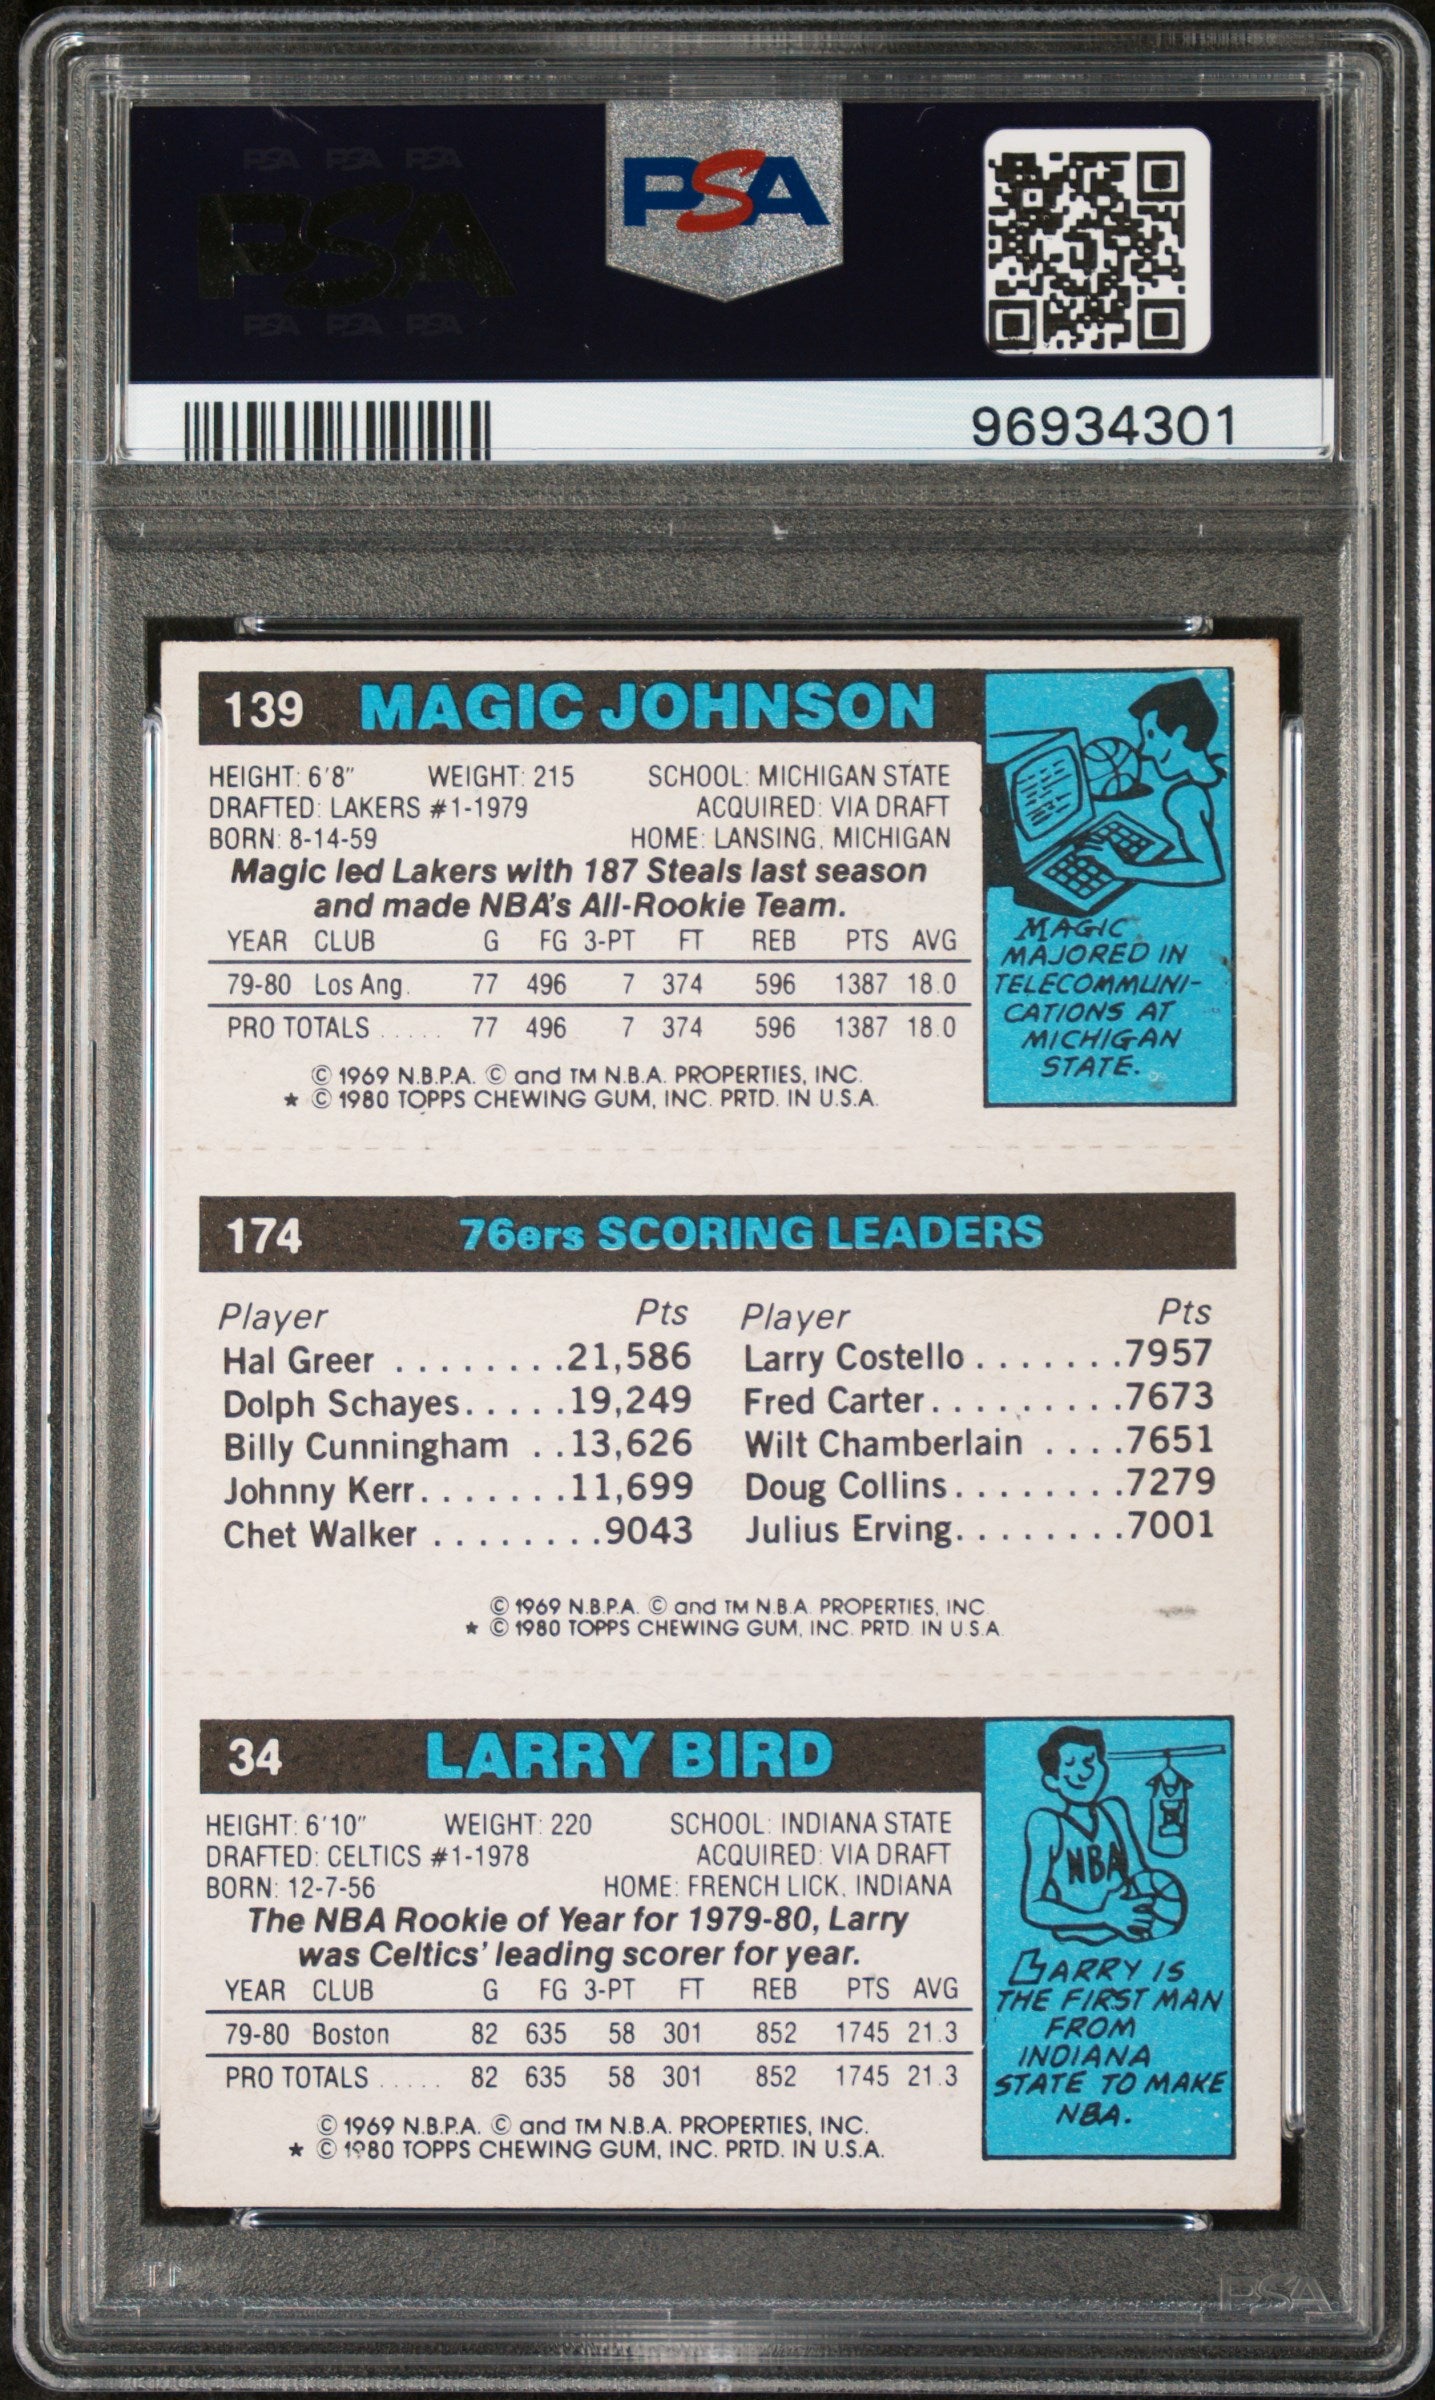 PSA PSA PSA
PSA
PSA PSA PSA
PSA
96934301
139 MAGIC JOHNSON
HEIGHT: 6'8" WEIGHT: 215 SCHOOL: MICHIGAN STATE
DRAFTED: LAKERS #1-1979 ACQUIRED: VIA DRAFT
BORN: 8-14-59 HOME: LANSING, MICHIGAN
Magic led Lakers with 187 Steals last season
and made NBA's All-Rookie Team.
YEAR CLUB G FG 3-PT FT REB PTS AVG
79-80 Los Ang. 77 496 7 374 596 1387 18.0
PRO TOTALS ..... 77 496 7 374 596 1387 18.0
© 1969 N.B.P.A. © and TM N.B.A. PROPERTIES, INC.
★ © 1980 TOPPS CHEWING GUM, INC. PRTD. IN U.S.A.
MAGIC
MAJORED IN
TELECOMMUNI-
CATIONS AT
MICHIGAN
STATE.
174 76ers SCORING LEADERS
Player Pts Player Pts
Hal Greer ........21,586 Larry Costello.......7957
Dolph Schayes.....19,249 Fred Carter.........7673
Billy Cunningham ..13,626 Wilt Chamberlain ....7651
Johnny Kerr.......11,699 Doug Collins........7279
Chet Walker ........9043 Julius Erving........7001
© 1969 N.B.P.A. © and TM N.B.A. PROPERTIES, INC.
★ © 1980 TOPPS CHEWING GUM, INC. PRTD. IN U.S.A.
34 LARRY BIRD
HEIGHT: 6'10" WEIGHT: 220 SCHOOL: INDIANA STATE
DRAFTED: CELTICS #1-1978 ACQUIRED: VIA DRAFT
BORN: 12-7-56 HOME: FRENCH LICK, INDIANA
The NBA Rookie of Year for 1979-80, Larry
was Celtics' leading scorer for year.
YEAR CLUB G FG 3-PT FT REB PTS AVG
79-80 Boston 82 635 58 301 852 1745 21.3
PRO TOTALS ..... 82 635 58 301 852 1745 21.3
© 1969 N.B.P.A. © and TM N.B.A. PROPERTIES, INC.
★ © 1980 TOPPS CHEWING GUM, INC. PRTD. IN U.S.A.
NBA
LARRY IS
THE FIRST MAN
FROM
INDIANA
STATE TO MAKE
NBA.
PSA